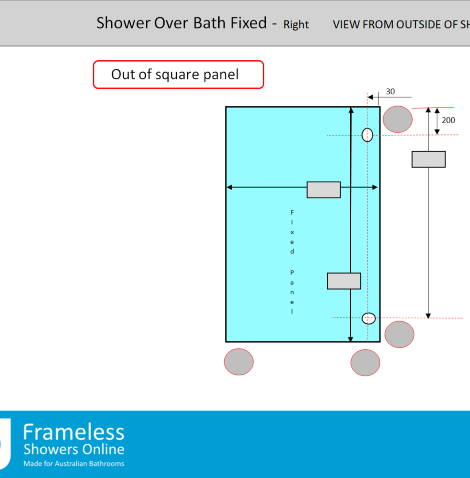 Shower Over Bath Fixed - Right VIEW FROM OUTSIDE OF SH
Out of square panel
30
200
Fixed Panel
Frameless
Showers Online
Made for Australian Bathrooms